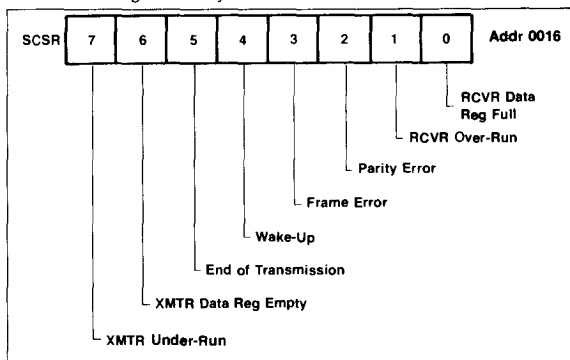 SCSR 7 6 5 4 3 2 1 0 Addr 0016
RCVR Data
Reg Full
RCVR Over-Run
Parity Error
Frame Error
Wake-Up
End of Transmission
XMTR Data Reg Empty
XMTR Under-Run